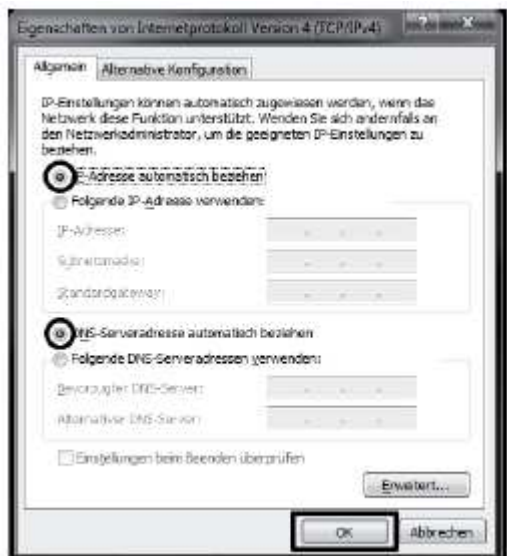 Eigenschaften von Internetprotokoll Version 4 (TCP/IPv4)
Allgemein Alternative Konfiguration
IP-Einstellungen können automatisch zugewiesen werden, wenn das
Netzwerk diese Funktion unterstützt. Wenden Sie sich andernfalls an
den Netzwerkadministrator, um die geeigneten IP-Einstellungen zu
beziehen.
IP-Adresse automatisch beziehen
Folgende IP-Adresse verwenden:
IP-Adresse:
Subnetzmaske:
Standardgateway:
DNS-Serveradresse automatisch beziehen
Folgende DNS-Serveradressen verwenden:
Bevorzugter DNS-Server:
Alternativer DNS-Server:
Einstellungen beim Beenden überprüfen
Erweitert...
OK Abbrechen